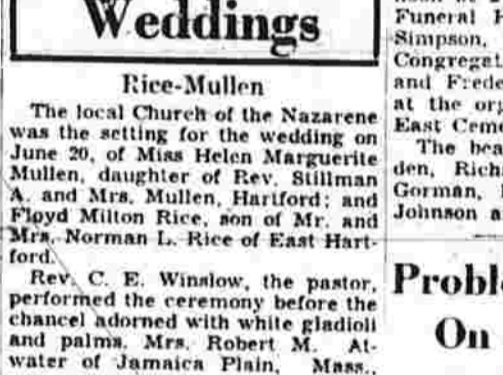 Weddings
Rice-Mullen
The local Church of the Nazarene
was the setting for the wedding on
June 20, of Miss Helen Marguerite
Mullen, daughter of Rev. Stillman
A. and Mrs. Mullen, Hartford; and
Floyd Milton Rice, son of Mr. and
Mrs. Norman L. Rice of East Hart-
ford.
Rev. C. E. Winslow, the pastor,
performed the ceremony before the
chancel adorned with white gladioli
and palms. Mrs. Robert M. At-
water of Jamaica Plain, Mass.,
Funeral
Simpson,
Congregat
and Frede
at the or
East Ceme
The bea
den, Rich
Gorman,
Johnson a
Proble
On